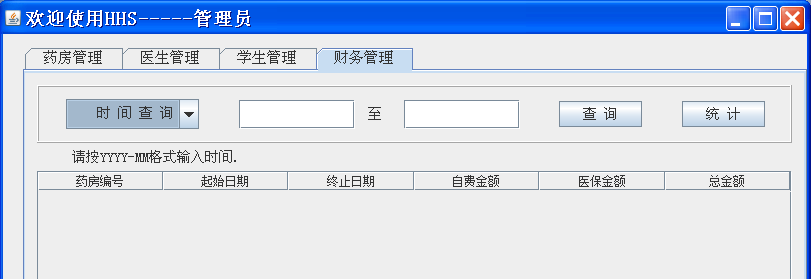 欢迎使用HHS-----管理员
药房管理 医生管理 学生管理 财务管理
时间查询 至 查询 统计
请按YYYY-MM格式输入时间.
药房编号 起始日期 终止日期 自费金额 医保金额 总金额